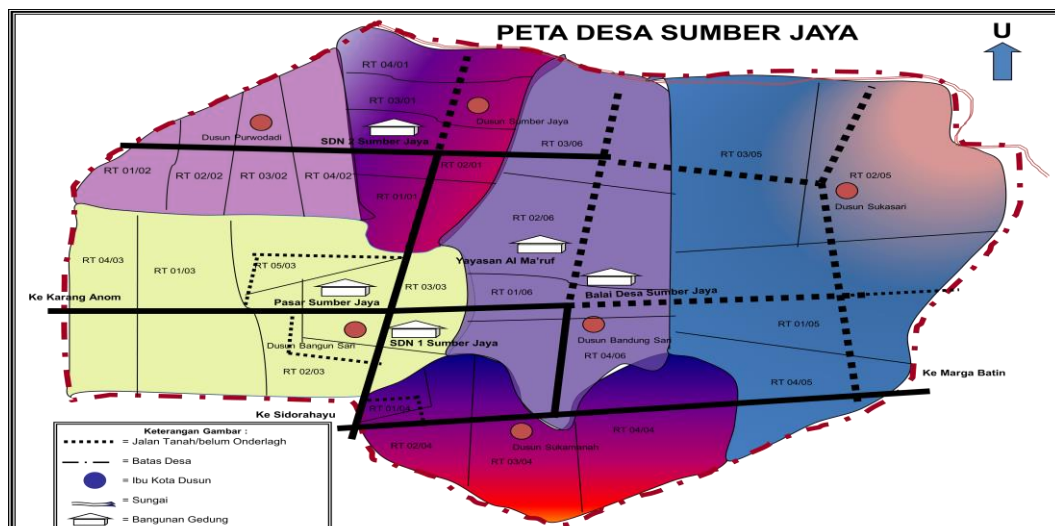 PETA DESA SUMBER JAYA
U
RT 04/01
RT 03/01
Dusun Sumber Jaya
Dusun Purwodadi
SDN 2 Sumber Jaya
RT 03/06
RT 03/05
RT 02/01
RT 01/02
RT 02/02
RT 03/02
RT 04/02
RT 02/05
RT 01/01
Dusun Sukasari
RT 02/06
RT 04/03
RT 01/03
RT 05/03
Yayasan Al Ma'ruf
RT 03/03
RT 01/06
Balai Desa Sumber Jaya
Ke Karang Anom
Pasar Sumber Jaya
RT 01/05
Dusun Bangun Sari
SDN 1 Sumber Jaya
Dusun Bandung Sari
RT 04/06
RT 02/03
Ke Marga Batin
RT 04/05
RT 01/04
Ke Sidorahayu
RT 04/04
RT 02/04
Dusun Sukamariah
RT 03/04
Keterangan Gambar :
= Jalan Tanah/belum Onderlagh
= Batas Desa
= Ibu Kota Dusun
= Sungai
= Bangunan Gedung